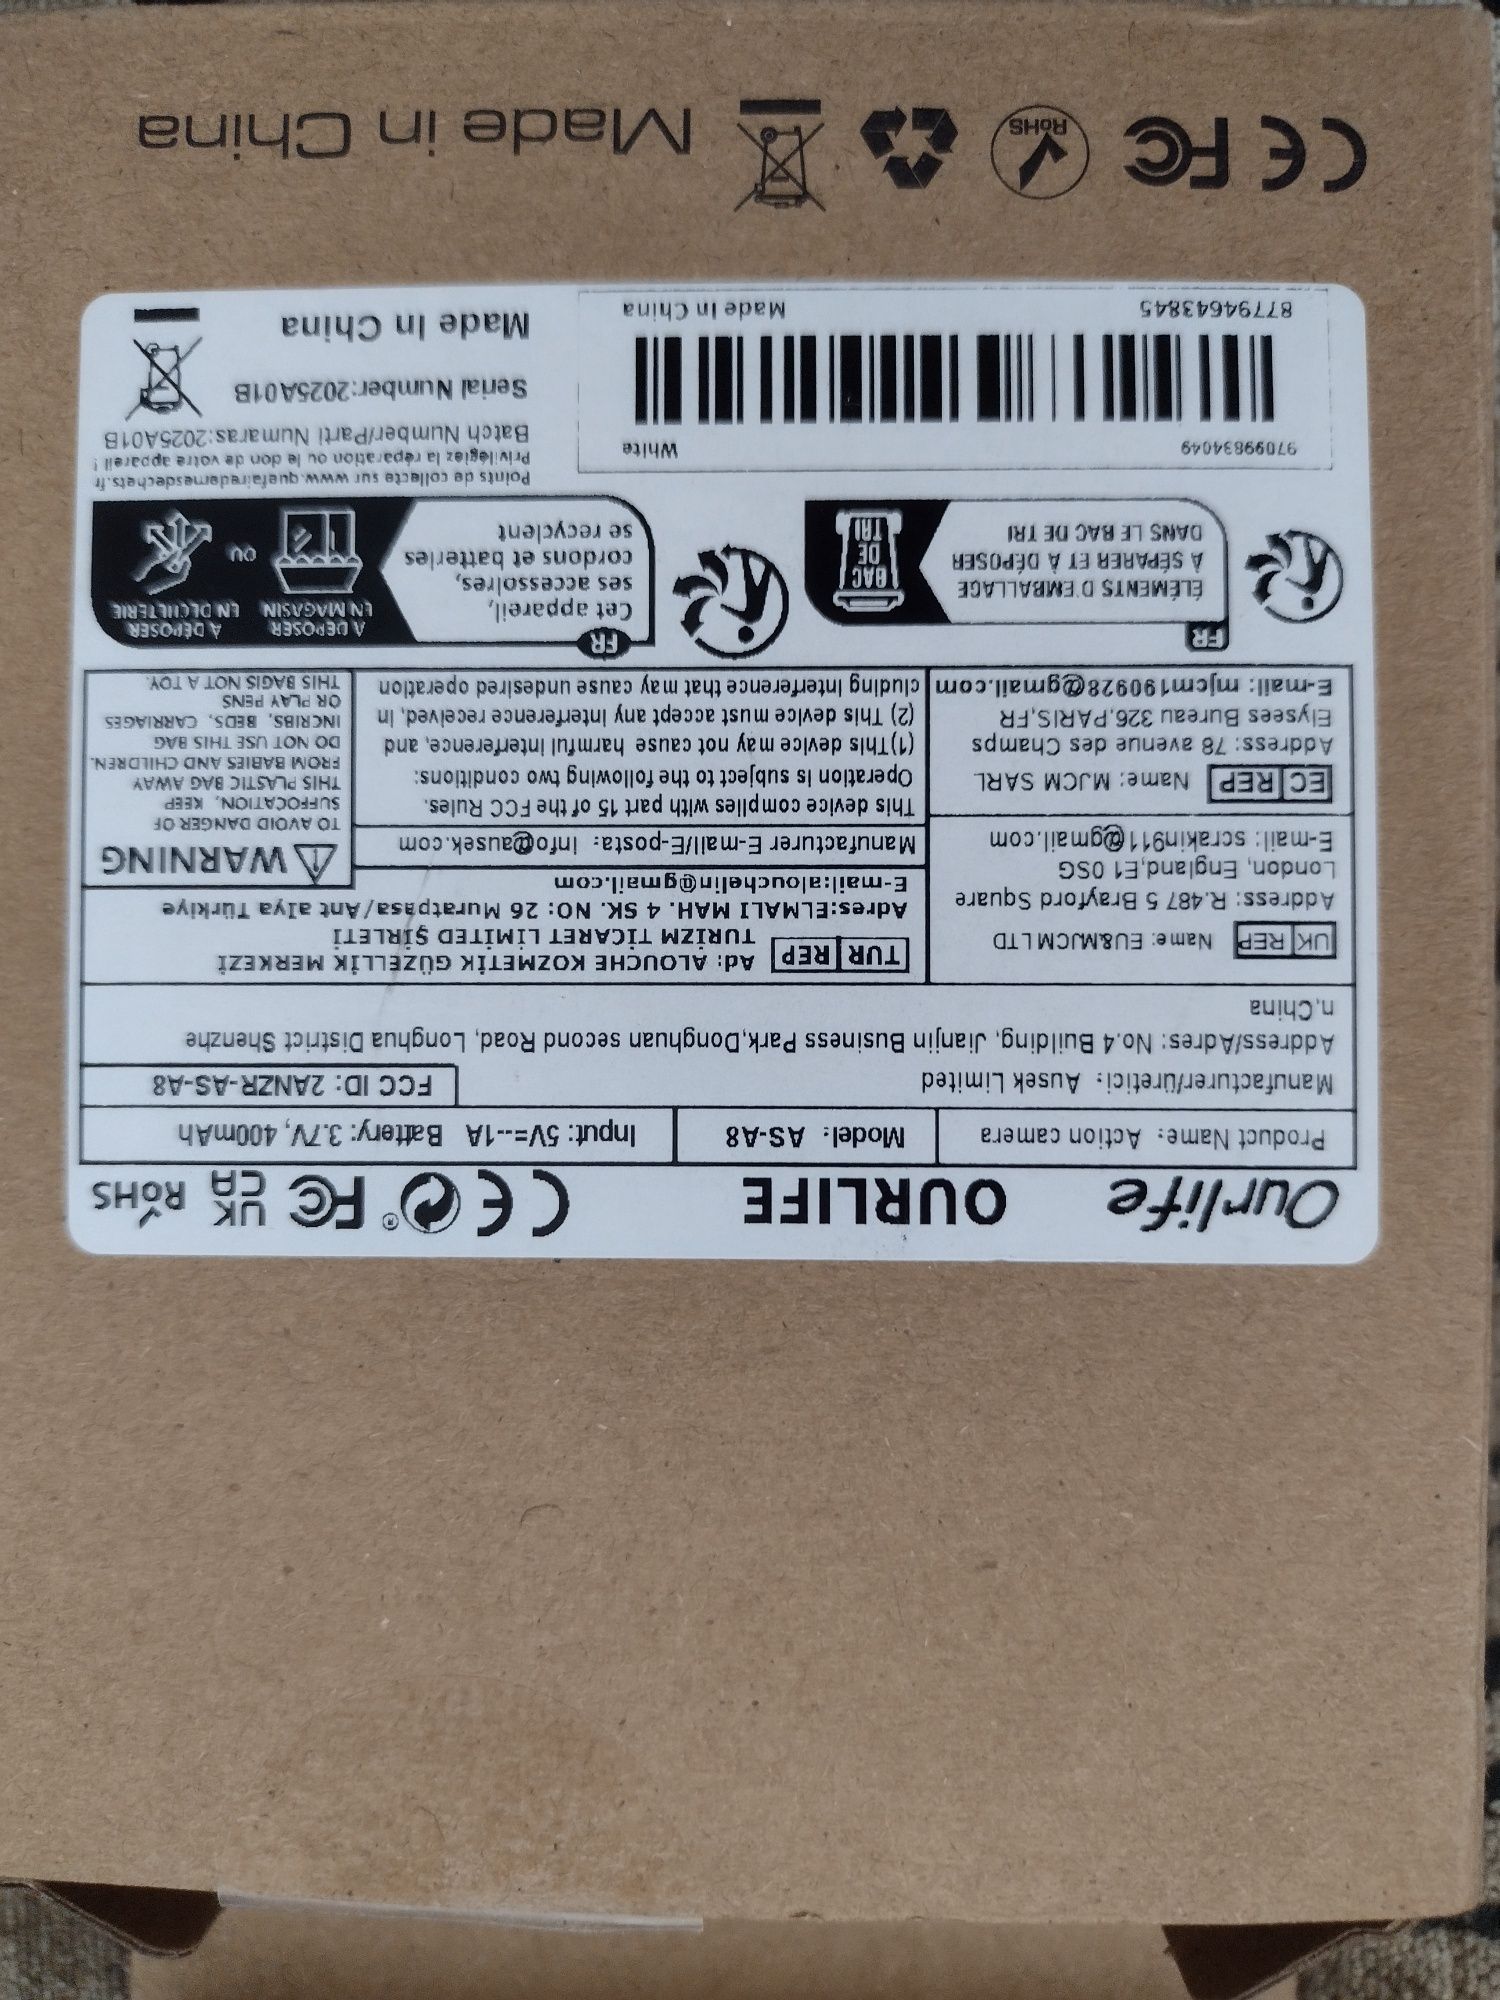 Ourlife OURLIFE CE FC UK CA RoHS
Product Name: Action camera Model: AS-A8 Input: 5V=--1A Battery: 3.7V, 400mAh
Manufacturer/üretici: Ausek Limited FCC ID: 2ANZR-AS-A8
Address/Adres: No.4 Building, Jianjin Business Park,Donghuan second Road, Longhua District Shenzhe
n,China
UK REP Name: EU&MJCM LTD
Address: R.487 5 Brayford Square
London, England,E1 0SG
E-mail: scrakin911@gmail.com
EC REP Name: MJCM SARL
Address: 78 avenue des Champs
Elysees Bureau 326,PARIS,FR
E-mail: mjcm190928@gmail.com
TUR REP Ad: ALOUCHE KOZMETİK GÜZELLİK MERKEZİ
TURİZM TİCARET LİMİTED ŞİRLETİ
Adres:ELMALI MAH. 4 SK. NO: 26 Muratpasa/Ant alya Türkiye
E-mail:alouchelin@gmail.com
Manufacturer E-mail/E-posta: info@ausek.com
This device complies with part 15 of the FCC Rules.
Operation is subject to the following two conditions:
(1)This device may not cause harmful interference, and
(2) This device must accept any interference received, in
cluding interference that may cause undesired operation
WARNING
TO AVOID DANGER OF
SUFFOCATION, KEEP
THIS PLASTIC BAG AWAY
FROM BABIES AND CHILDREN.
DO NOT USE THIS BAG
INCRIBS, BEDS, CARRIAGES
OR PLAY PENS
THIS BAGIS NOT A TOY.
FR
ÉLÉMENTS D'EMBALLAGE
À SÉPARER ET À DÉPOSER
DANS LE BAC DE TRI
BAC
DE
TRI
FR
Cet appareil,
ses accessoires,
cordons et batteries
se recyclent
À DÉPOSER
EN MAGASIN
OU
À DÉPOSER
EN DÉCHÈTERIE
Points de collecte sur www.quefairedemesdechets.fr
Privilégiez la réparation ou le don de votre appareil !
Batch Number/Parti Numaras:2025A01B
Serial Number:2025A01B
Made In China
97099834049 White
87794643845 Made In China
CE FC RoHS Made in China